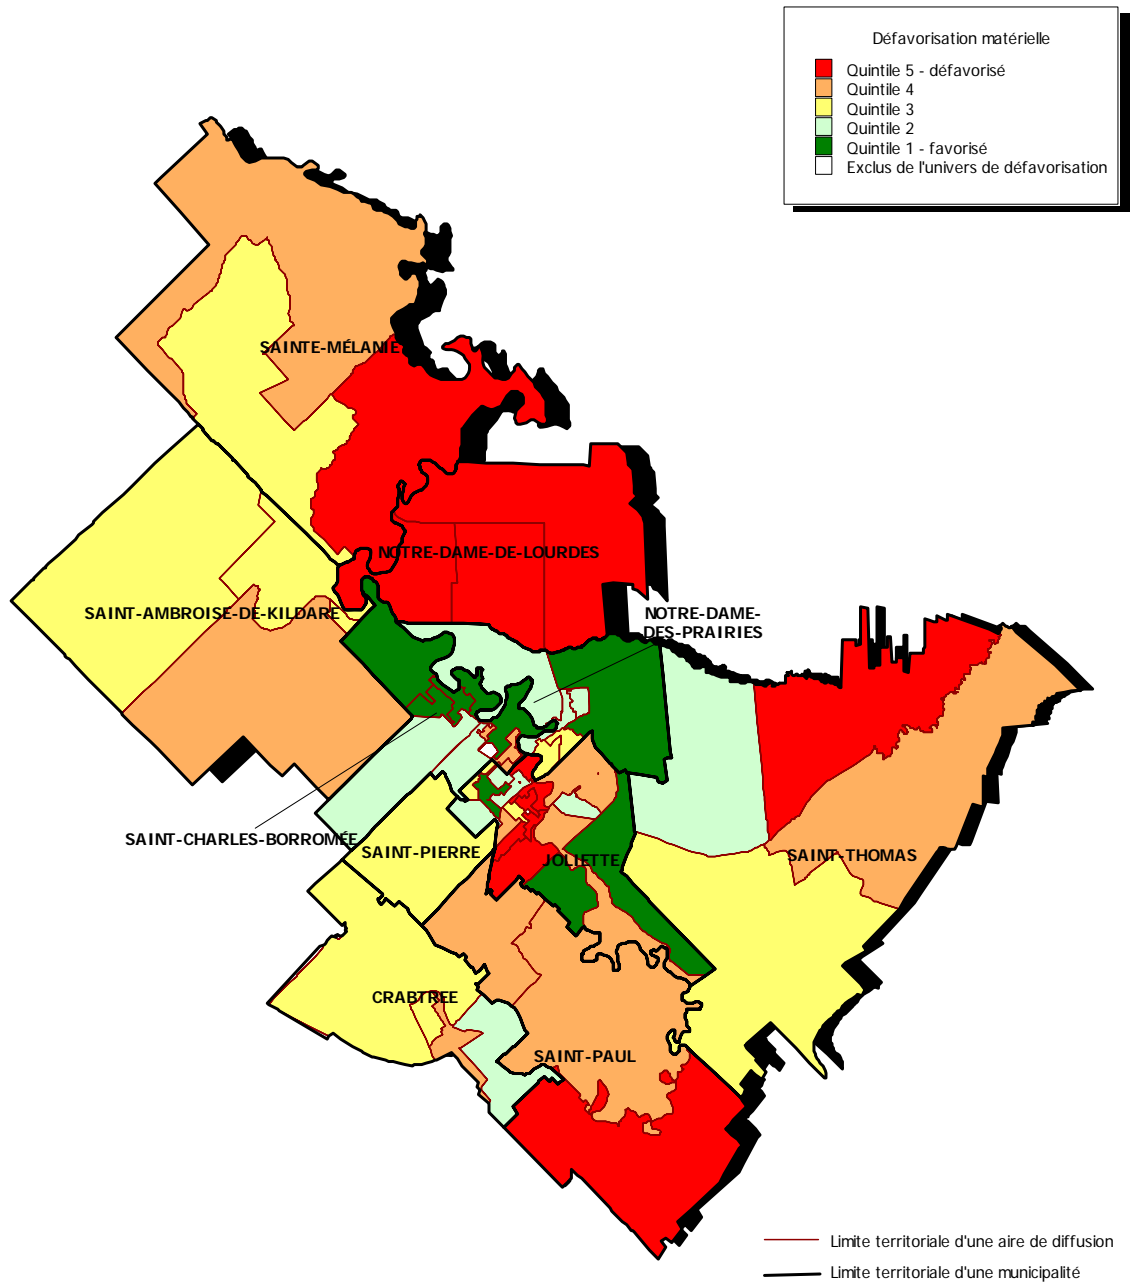 Défavorisation matérielle
Quintile 5 - défavorisé
Quintile 4
Quintile 3
Quintile 2
Quintile 1 - favorisé
Exclus de l'univers de défavorisation
SAINTE-MÉLANIE
NOTRE-DAME-DE-LOURDES
SAINT-AMBROISE-DE-KILDARE
NOTRE-DAME-
DES-PRAIRIES
SAINT-CHARLES-BORROMÉE
SAINT-PIERRE
JOLIETTE
SAINT-THOMAS
CRABTREE
SAINT-PAUL
Limite territoriale d'une aire de diffusion
Limite territoriale d'une municipalité